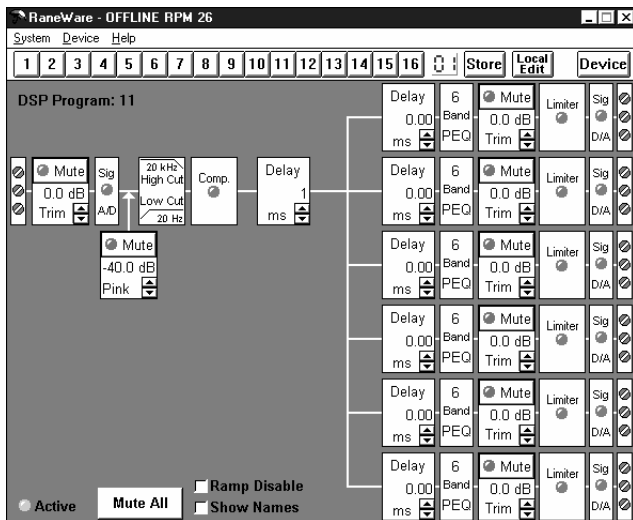 RaneWare - OFFLINE RPM 26
System Device Help
1 2 3 4 5 6 7 8 9 10 11 12 13 14 15 16 01 Store Local Edit Device
DSP Program: 11
Mute
0.0 dB
Trim
Sig
A/D
20 kHz
High Cut
Low Cut
20 Hz
Comp.
Delay
1
ms
Mute
-40.0 dB
Pink
Delay
0.00
ms
6
Band
PEQ
Mute
0.0 dB
Trim
Limiter
Sig
D/A
Delay
0.00
ms
6
Band
PEQ
Mute
0.0 dB
Trim
Limiter
Sig
D/A
Delay
0.00
ms
6
Band
PEQ
Mute
0.0 dB
Trim
Limiter
Sig
D/A
Delay
0.00
ms
6
Band
PEQ
Mute
0.0 dB
Trim
Limiter
Sig
D/A
Delay
0.00
ms
6
Band
PEQ
Mute
0.0 dB
Trim
Limiter
Sig
D/A
Delay
0.00
ms
6
Band
PEQ
Mute
0.0 dB
Trim
Limiter
Sig
D/A
Active
Mute All
Ramp Disable
Show Names